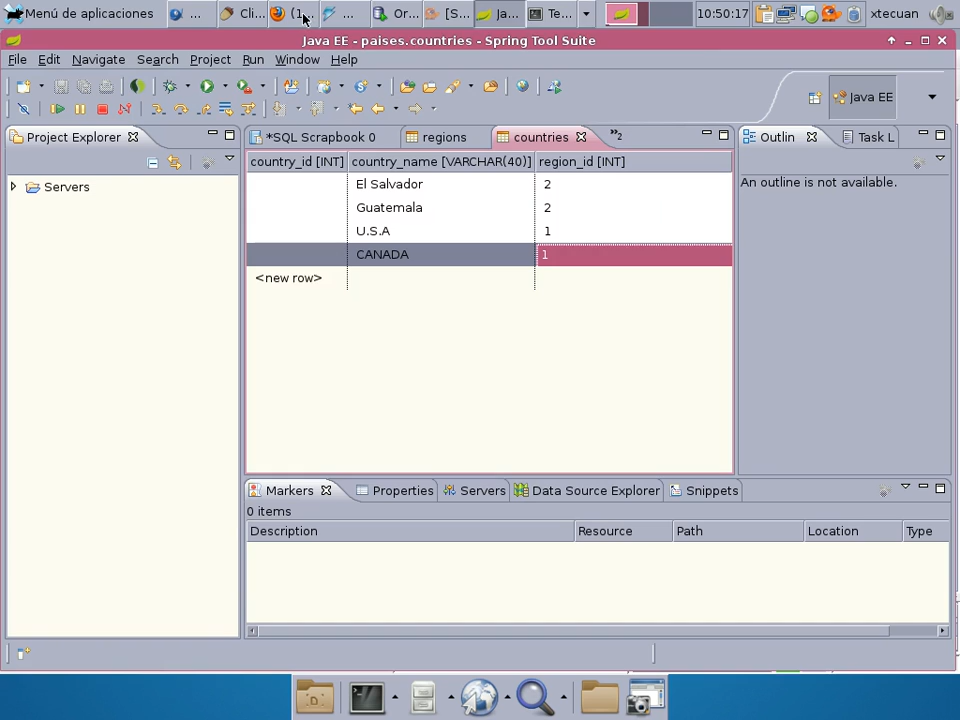 Menú de aplicaciones ... Cli... (1... ... Or... [S... Ja... Te... 10:50:17 xtecuan
Java EE - paises.countries - Spring Tool Suite
File Edit Navigate Search Project Run Window Help
Java EE
Project Explorer *SQL Scrapbook 0 regions countries »2 Outlin Task L
country_id [INT] country_name [VARCHAR(40)] region_id [INT]
Servers El Salvador 2 An outline is not available.
Guatemala 2
U.S.A 1
CANADA 1
<new row>
Markers Properties Servers Data Source Explorer Snippets
0 items
Description Resource Path Location Type